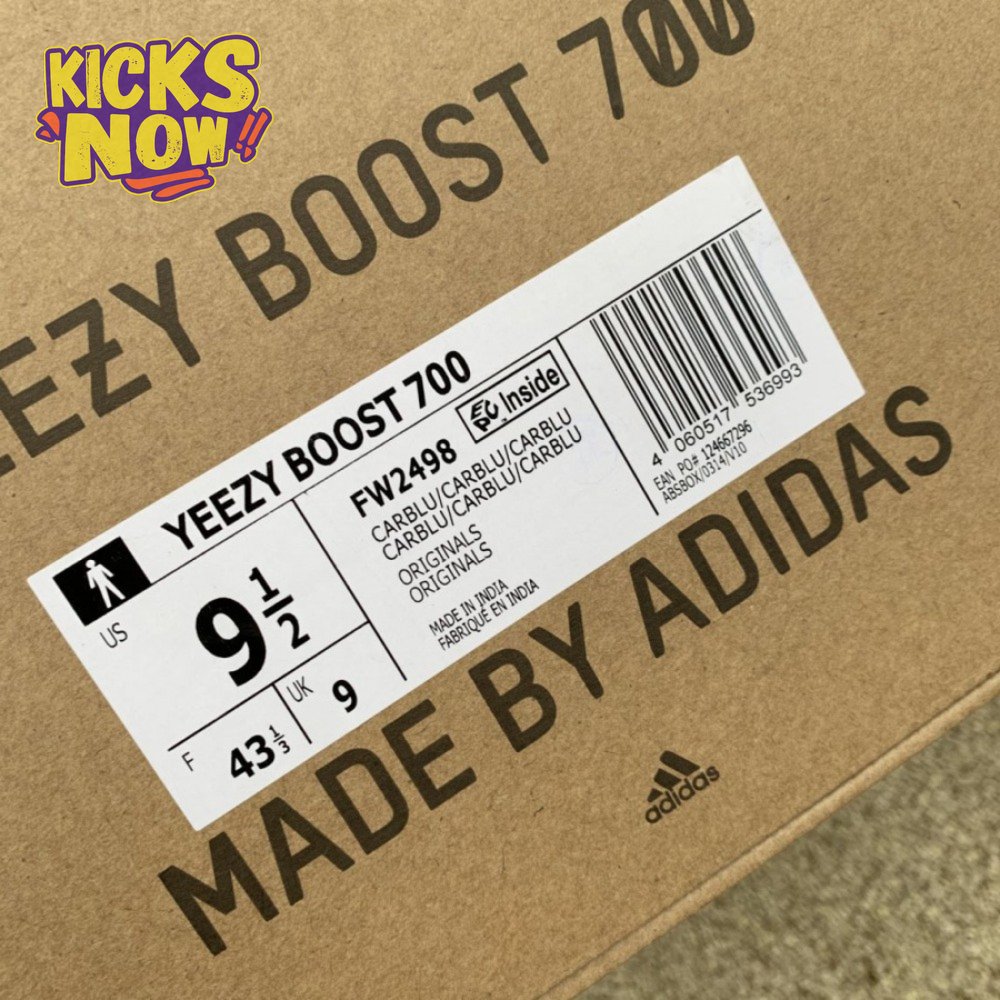 KICKS
NOW!!
EEZY BOOST 700
YEEZY BOOST 700
FW2498
EPC Inside
CARBLU/CARBLU/CARBLU
CARBLU/CARBLU/CARBLU
ORIGINALS
ORIGINALS
MADE IN INDIA
FABRIQUÉ EN INDIA
US
9 1/2
F
43 1/3
UK
9
4 060517 536993
EAN PO# 124667296
ABSBOX/0314/V10
MADE BY ADIDAS
adidas